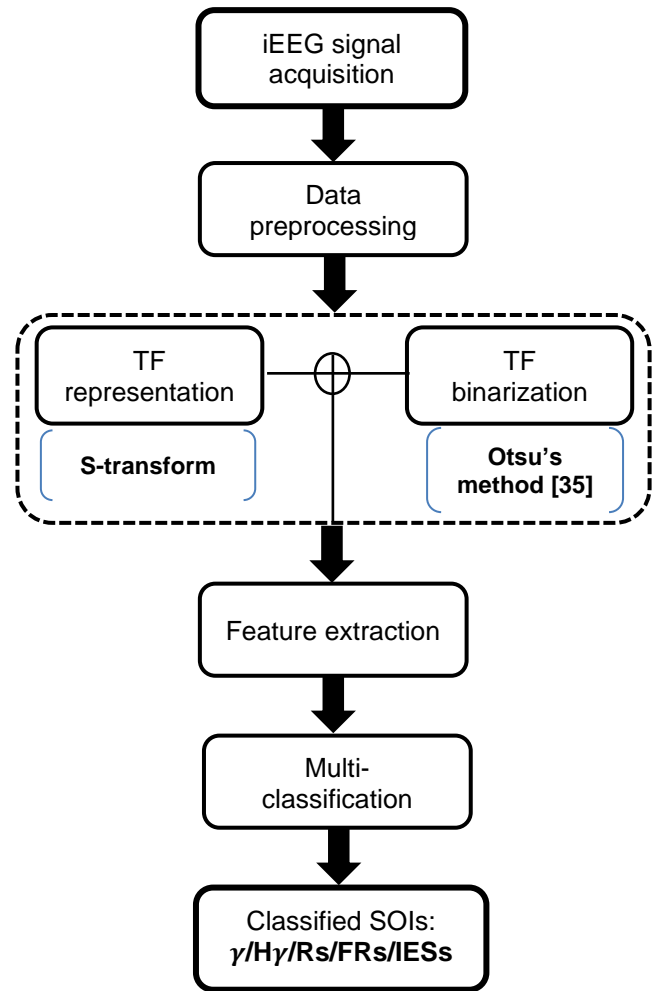 iEEG signal
acquisition
Data
preprocessing
TF
representation
S-transform
TF
binarization
Otsu’s
method [35]
Feature extraction
Multi-
classification
Classified SOIs:
γ/Hγ/Rs/FRs/IESs